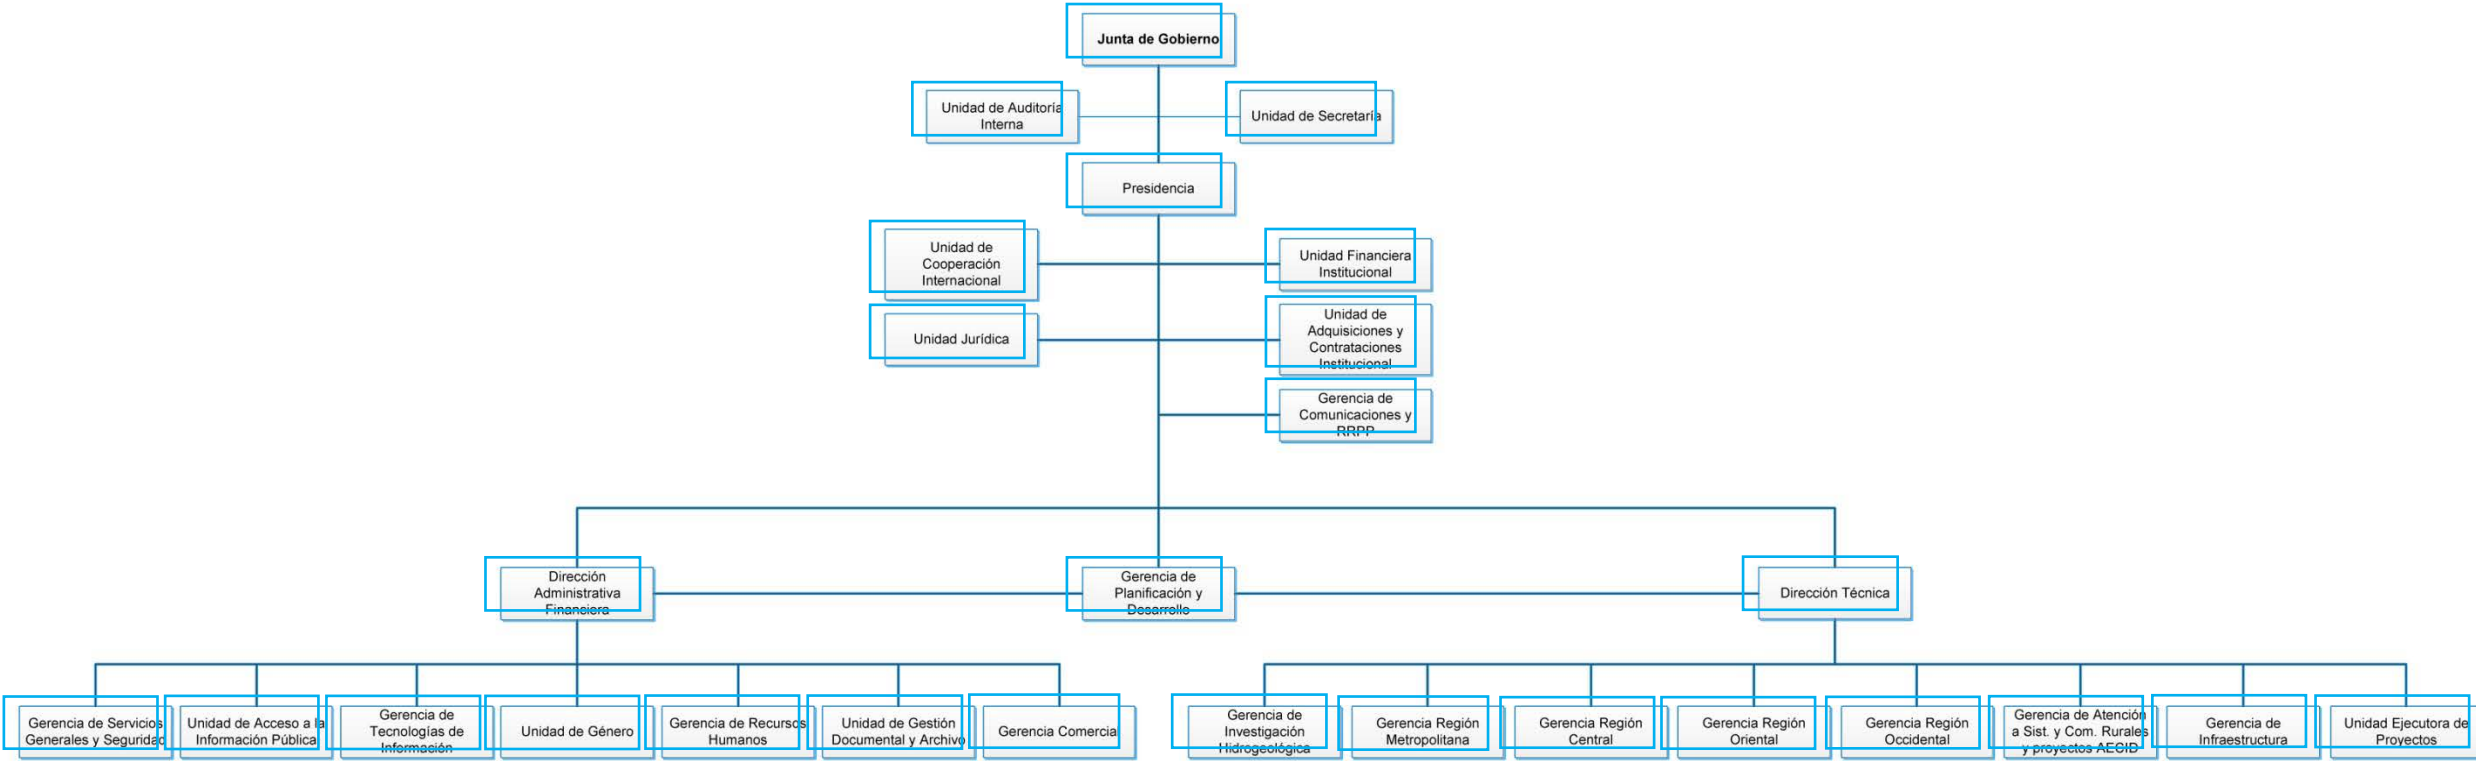 Junta de Gobierno
Unidad de Auditoría
Interna
Unidad de Secretaría
Presidencia
Unidad de
Cooperación
Internacional
Unidad Financiera
Institucional
Unidad Jurídica
Unidad de
Adquisiciones y
Contrataciones
Institucional
Gerencia de
Comunicaciones y
RRPP
Dirección
Administrativa
Financiera
Gerencia de
Planificación y
Desarrollo
Dirección Técnica
Gerencia de Servicios
Generales y Seguridad
Unidad de Acceso a la
Información Pública
Gerencia de
Tecnologías de
Información
Unidad de Género
Gerencia de Recursos
Humanos
Unidad de Gestión
Documental y Archivo
Gerencia Comercial
Gerencia de
Investigación
Hidrogeológica
Gerencia Región
Metropolitana
Gerencia Región
Central
Gerencia Región
Oriental
Gerencia Región
Occidental
Gerencia de Atención
a Sist. y Com. Rurales
y proyectos AECID
Gerencia de
Infraestructura
Unidad Ejecutora de
Proyectos